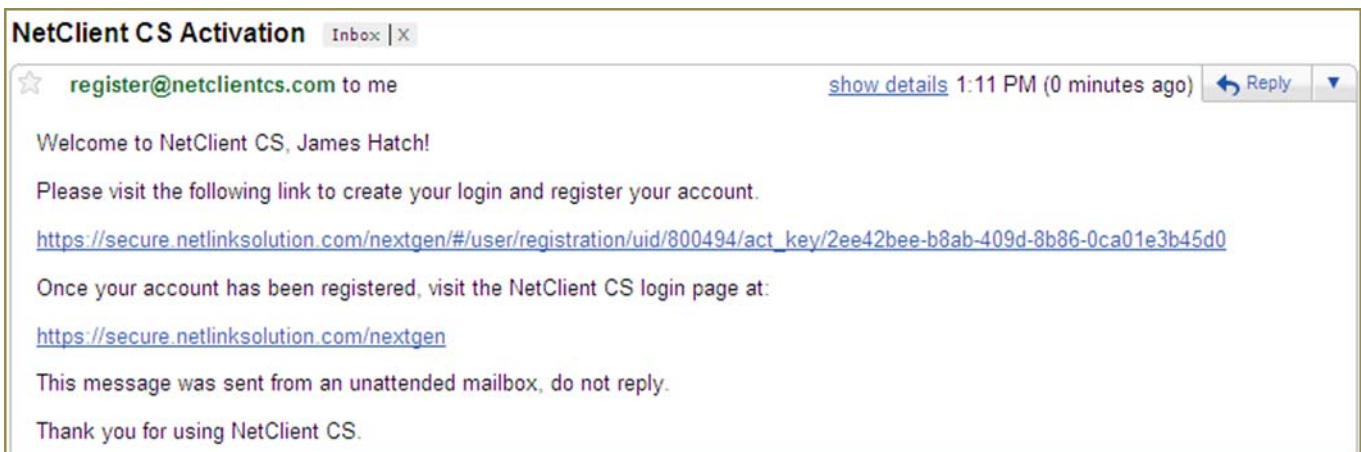 NetClient CS Activation Inbox | X
register@netclientcs.com to me show details 1:11 PM (0 minutes ago) Reply
Welcome to NetClient CS, James Hatch!
Please visit the following link to create your login and register your account.
https://secure.netlinksolution.com/nextgen/#/user/registration/uid/800494/act_key/2ee42bee-b8ab-409d-8b86-0ca01e3b45d0
Once your account has been registered, visit the NetClient CS login page at:
https://secure.netlinksolution.com/nextgen
This message was sent from an unattended mailbox, do not reply.
Thank you for using NetClient CS.